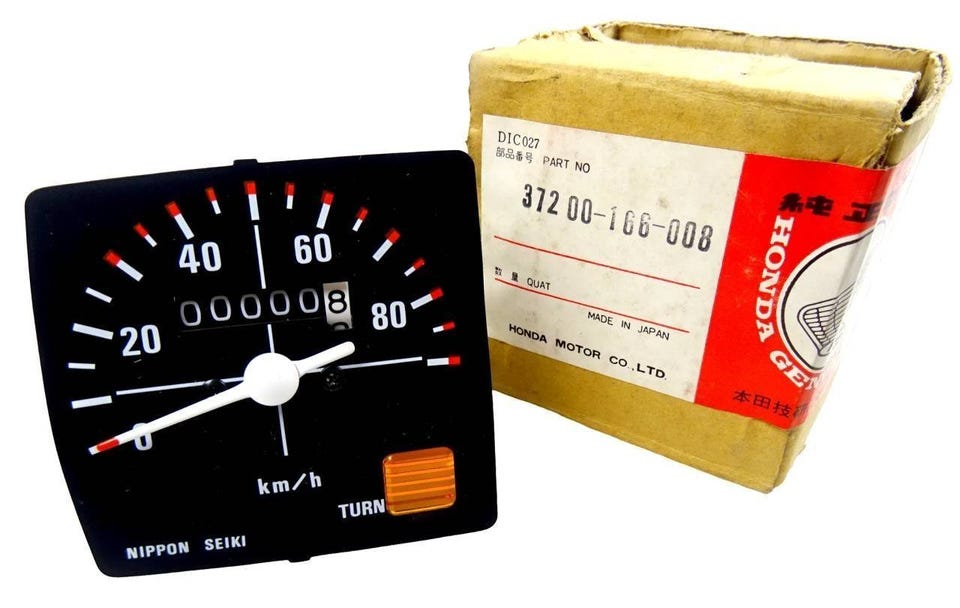 40
60
000008
20
80
0
km/h
TURN
NIPPON SEIKI
DIC027
部品番号 PART NO
37200-166-008
数量 QUAT
MADE IN JAPAN
HONDA MOTOR CO.,LTD.
純正
HONDA
本田技